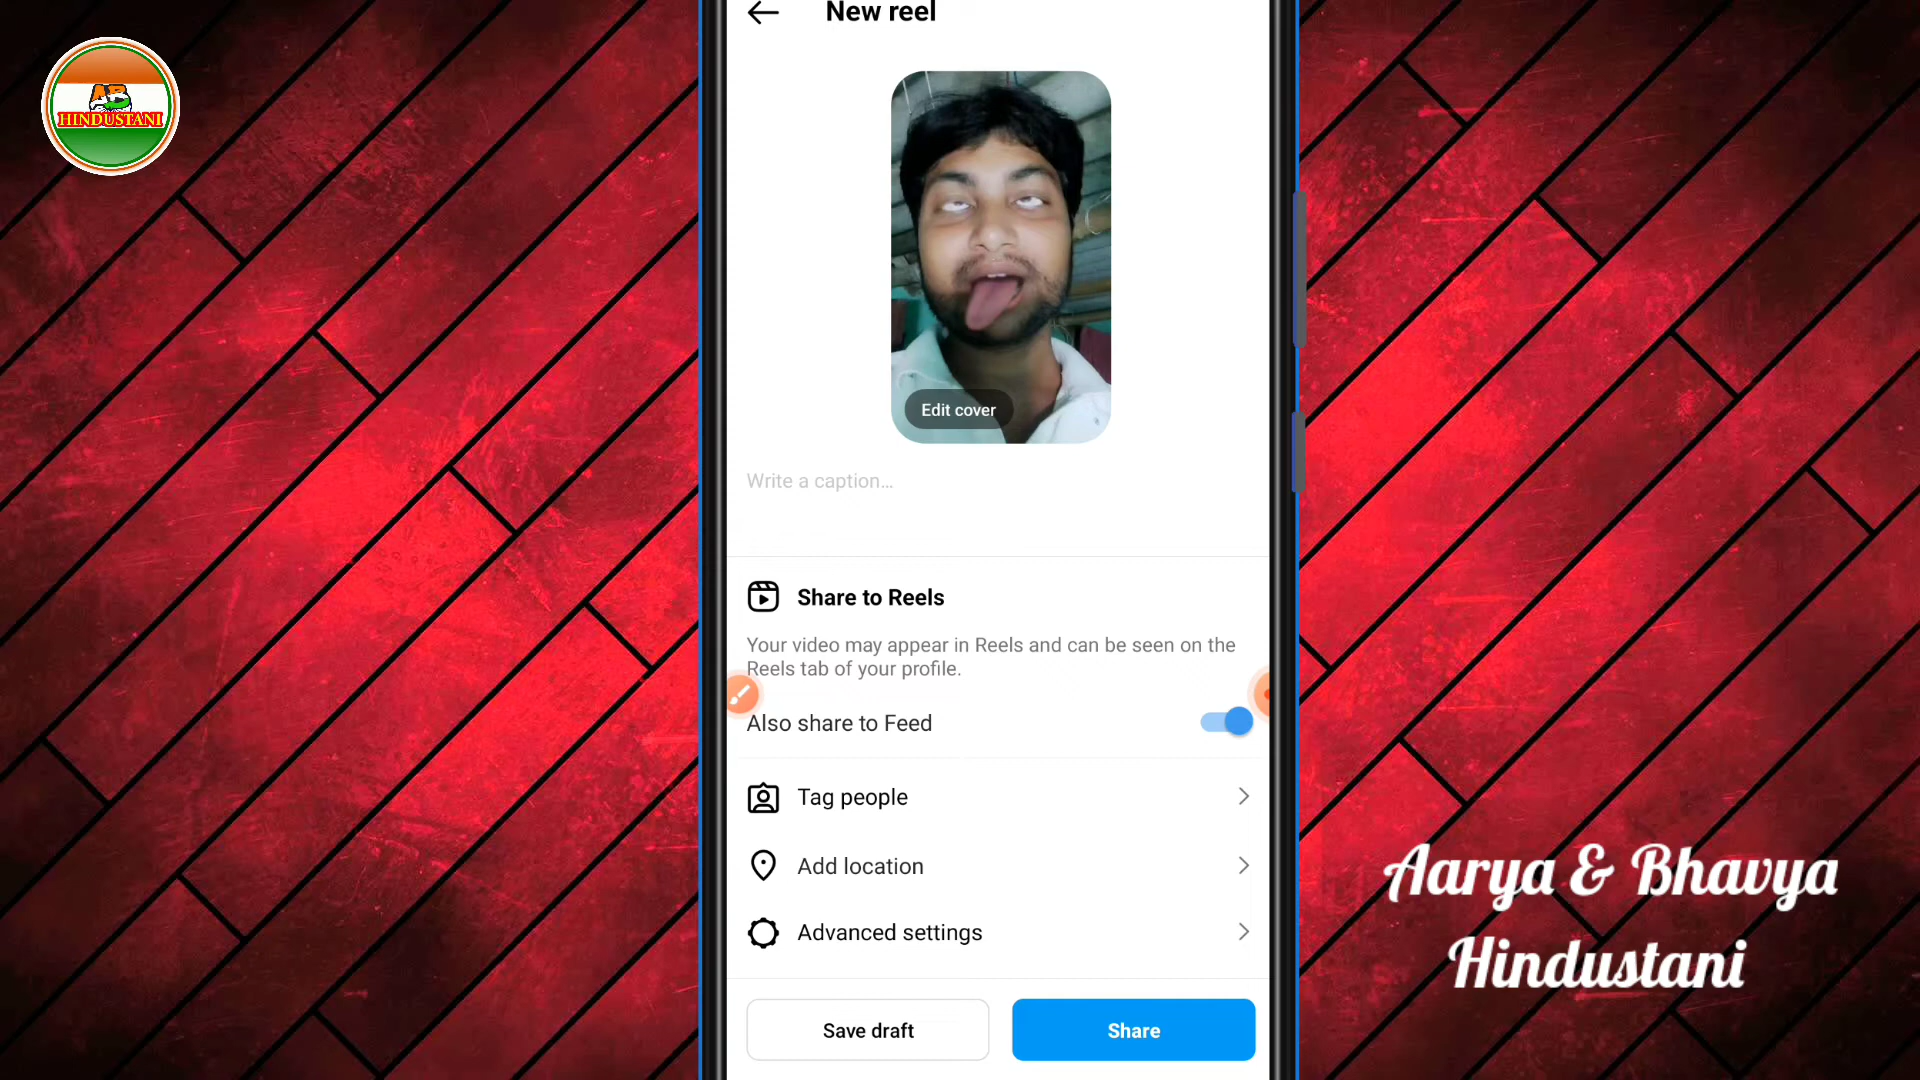 New reel
AB
HINDUSTANI
Edit cover
Write a caption...
Share to Reels
Your video may appear in Reels and can be seen on the
Reels tab of your profile.
Also share to Feed
Tag people
Add location
Advanced settings
Save draft
Share
Aarya & Bhavya
Hindustani